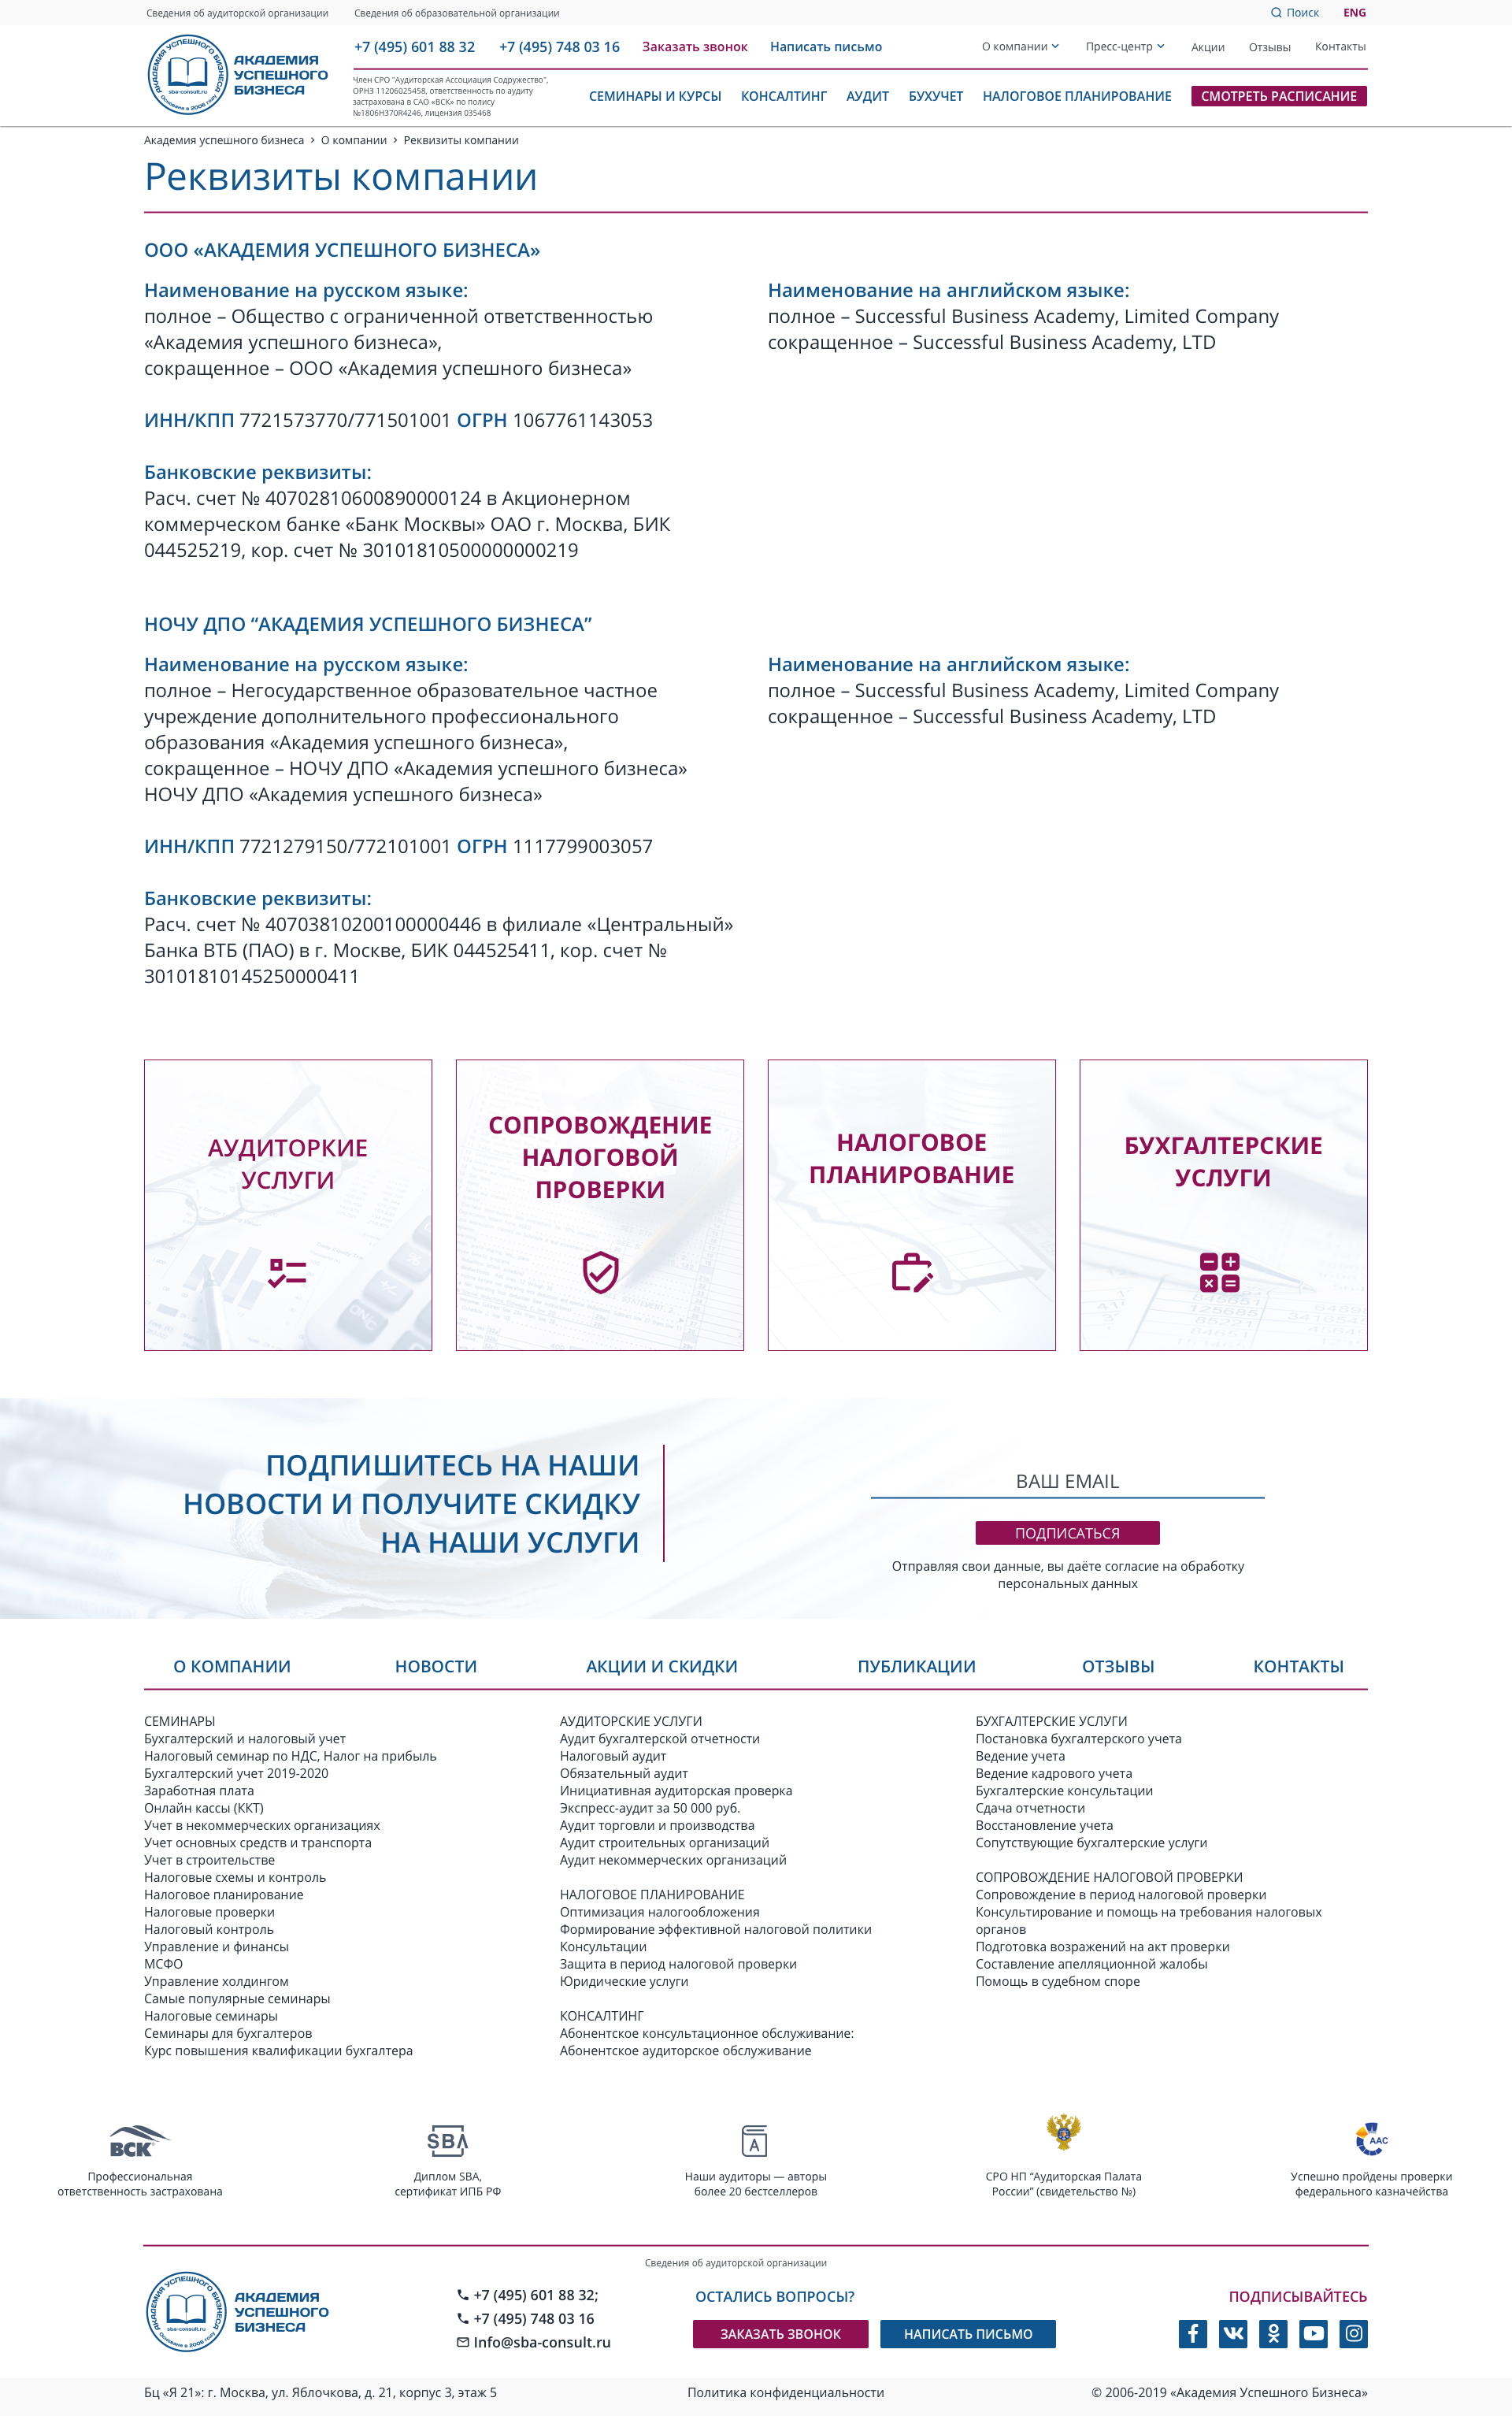 Сведения об аудиторской организации
Сведения об образовательной организации
Поиск
ENG
АКАДЕМИЯ
УСПЕШНОГО
БИЗНЕСА
АКАДЕМИЯ УСПЕШНОГО БИЗНЕСА
sba-consult.ru
Основана в 2006 году
+7 (495) 601 88 32
+7 (495) 748 03 16
Заказать звонок
Написать письмо
О компании
Пресс-центр
Акции
Отзывы
Контакты
Член СРО "Аудиторская Ассоциация Содружество",
ОРНЗ 11206025458, ответственность по аудиту
застрахована в САО «ВСК» по полису
№1806H370R4246, лицензия 035468
СЕМИНАРЫ И КУРСЫ
КОНСАЛТИНГ
АУДИТ
БУХУЧЕТ
НАЛОГОВОЕ ПЛАНИРОВАНИЕ
СМОТРЕТЬ РАСПИСАНИЕ
Академия успешного бизнеса > О компании > Реквизиты компании
Реквизиты компании
ООО «АКАДЕМИЯ УСПЕШНОГО БИЗНЕСА»
Наименование на русском языке:
полное – Общество с ограниченной ответственностью
«Академия успешного бизнеса»,
сокращенное – ООО «Академия успешного бизнеса»
Наименование на английском языке:
полное – Successful Business Academy, Limited Company
сокращенное – Successful Business Academy, LTD
ИНН/КПП 7721573770/771501001 ОГРН 1067761143053
Банковские реквизиты:
Расч. счет № 40702810600890000124 в Акционерном
коммерческом банке «Банк Москвы» ОАО г. Москва, БИК
044525219, кор. счет № 30101810500000000219
НОЧУ ДПО “АКАДЕМИЯ УСПЕШНОГО БИЗНЕСА”
Наименование на русском языке:
полное – Негосударственное образовательное частное
учреждение дополнительного профессионального
образования «Академия успешного бизнеса»,
сокращенное – НОЧУ ДПО «Академия успешного бизнеса»
НОЧУ ДПО «Академия успешного бизнеса»
Наименование на английском языке:
полное – Successful Business Academy, Limited Company
сокращенное – Successful Business Academy, LTD
ИНН/КПП 7721279150/772101001 ОГРН 1117799003057
Банковские реквизиты:
Расч. счет № 40703810200100000446 в филиале «Центральный»
Банка ВТБ (ПАО) в г. Москве, БИК 044525411, кор. счет №
30101810145250000411
АУДИТОРКИЕ
УСЛУГИ
СОПРОВОЖДЕНИЕ
НАЛОГОВОЙ
ПРОВЕРКИ
НАЛОГОВОЕ
ПЛАНИРОВАНИЕ
БУХГАЛТЕРСКИЕ
УСЛУГИ
ПОДПИШИТЕСЬ НА НАШИ
НОВОСТИ И ПОЛУЧИТЕ СКИДКУ
НА НАШИ УСЛУГИ
ВАШ EMAIL
ПОДПИСАТЬСЯ
Отправляя свои данные, вы даёте согласие на обработку
персональных данных
О КОМПАНИИ
НОВОСТИ
АКЦИИ И СКИДКИ
ПУБЛИКАЦИИ
ОТЗЫВЫ
КОНТАКТЫ
СЕМИНАРЫ
Бухгалтерский и налоговый учет
Налоговый семинар по НДС, Налог на прибыль
Бухгалтерский учет 2019-2020
Заработная плата
Онлайн кассы (ККТ)
Учет в некоммерческих организациях
Учет основных средств и транспорта
Учет в строительстве
Налоговые схемы и контроль
Налоговое планирование
Налоговые проверки
Налоговый контроль
Управление и финансы
МСФО
Управление холдингом
Самые популярные семинары
Налоговые семинары
Семинары для бухгалтеров
Курс повышения квалификации бухгалтера
АУДИТОРСКИЕ УСЛУГИ
Аудит бухгалтерской отчетности
Налоговый аудит
Обязательный аудит
Инициативная аудиторская проверка
Экспресс-аудит за 50 000 руб.
Аудит торговли и производства
Аудит строительных организаций
Аудит некоммерческих организаций
НАЛОГОВОЕ ПЛАНИРОВАНИЕ
Оптимизация налогообложения
Формирование эффективной налоговой политики
Консультации
Защита в период налоговой проверки
Юридические услуги
КОНСАЛТИНГ
Абонентское консультационное обслуживание:
Абонентское аудиторское обслуживание
БУХГАЛТЕРСКИЕ УСЛУГИ
Постановка бухгалтерского учета
Ведение учета
Ведение кадрового учета
Бухгалтерские консультации
Сдача отчетности
Восстановление учета
Сопутствующие бухгалтерские услуги
СОПРОВОЖДЕНИЕ НАЛОГОВОЙ ПРОВЕРКИ
Сопровождение в период налоговой проверки
Консультирование и помощь на требования налоговых
органов
Подготовка возражений на акт проверки
Составление апелляционной жалобы
Помощь в судебном споре
ВСК
Профессиональная
ответственность застрахована
SBA
Диплом SBA,
сертификат ИПБ РФ
A
Наши аудиторы — авторы
более 20 бестселлеров
СРО НП “Аудиторская Палата
России” (свидетельство №)
ААС
Успешно пройдены проверки
федерального казначейства
Сведения об аудиторской организации
АКАДЕМИЯ
УСПЕШНОГО
БИЗНЕСА
АКАДЕМИЯ УСПЕШНОГО БИЗНЕСА
sba-consult.ru
Основана в 2006 году
+7 (495) 601 88 32;
+7 (495) 748 03 16
Info@sba-consult.ru
ОСТАЛИСЬ ВОПРОСЫ?
ЗАКАЗАТЬ ЗВОНОК
НАПИСАТЬ ПИСЬМО
ПОДПИСЫВАЙТЕСЬ
Бц «Я 21»: г. Москва, ул. Яблочкова, д. 21, корпус 3, этаж 5
Политика конфиденциальности
© 2006-2019 «Академия Успешного Бизнеса»